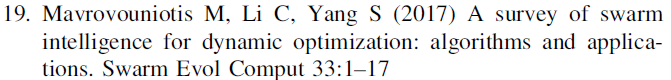 19. Mavrovouniotis M, Li C, Yang S (2017) A survey of swarm
intelligence for dynamic optimization: algorithms and applica-
tions. Swarm Evol Comput 33:1–17